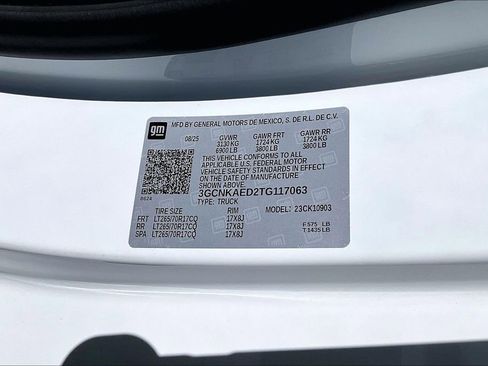 gm
MFD BY GENERAL MOTORS DE MEXICO, S. DE R.L. DE C.V.
08/25 GVWR GAWR FRT GAWR RR
3130 KG 1724 KG 1724 KG
6900 LB 3800 LB 3800 LB
THIS VEHICLE CONFORMS TO ALL
APPLICABLE U.S. FEDERAL MOTOR
VEHICLE SAFETY STANDARDS IN EFFECT
ON THE DATE OF MANUFACTURE
SHOWN ABOVE.
3GCNKAED2TG117063
8624 TYPE: TRUCK MODEL: 23CK10903
TIRE SIZE RIM
FRT LT265/70R17CQ 17X8J F 575 LB
RR LT265/70R17CQ 17X8J T 1435 LB
SPA LT265/70R17CQ 17X8J